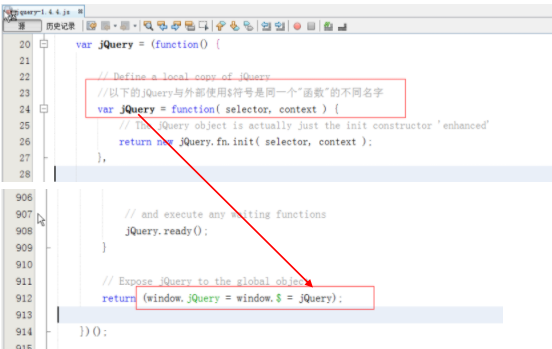 jquery-1.4.4.js
源 历史记录
20 var jQuery = (function() {
21
22 // Define a local copy of jQuery
23 //以下的jQuery与外部使用$符号是同一个"函数"的不同名字
24 var jQuery = function( selector, context ) {
25 // The jQuery object is actually just the init constructor 'enhanced'
26 return new jQuery.fn.init( selector, context );
27 },
28
906
907 // and execute any waiting functions
908 jQuery.ready();
909 }
910
911 // Expose jQuery to the global object
912 return (window.jQuery = window.$ = jQuery);
913
914 })();
915